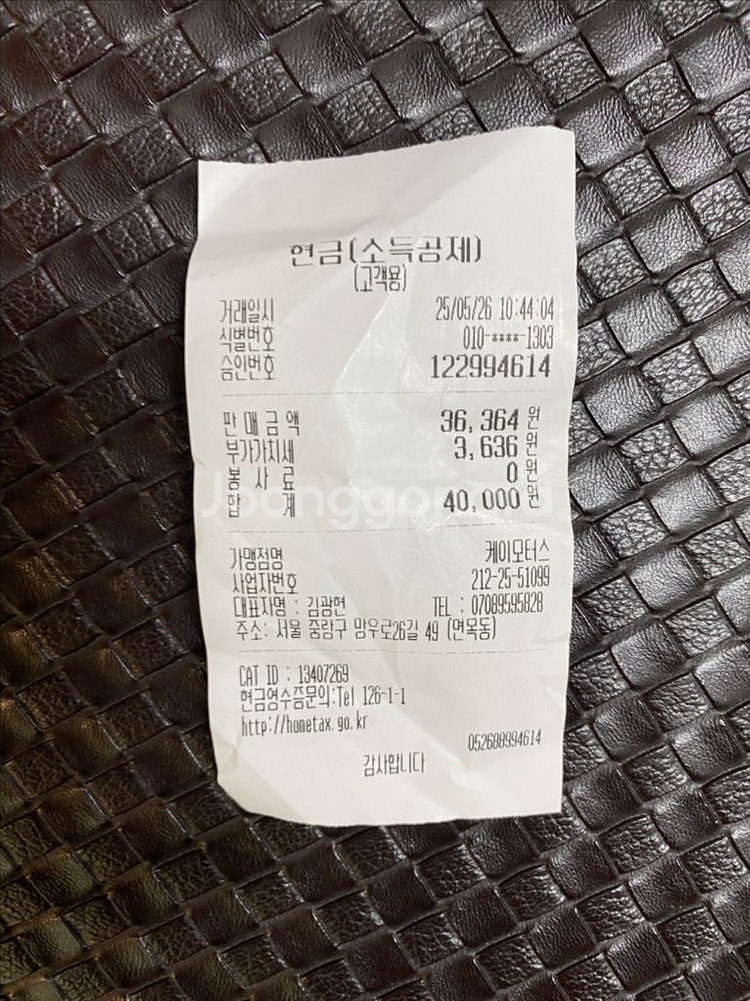 현금(소득공제)
(고객용)
거래일시 25/05/26 10:44:04
식별번호 010-****-1303
승인번호 122994614
판매금액 36,364 원
부가가치세 3,636 원
봉사료 0 원
합계 40,000 원
가맹점명 케이모터스
사업자번호 212-25-51099
대표자명 : 김광현 TEL : 07089595828
주소: 서울 중랑구 망우로26길 49 (면목동)
CAT ID : 13407269
현금영수증문의:Tel 126-1-1
http://hometax.go.kr
052688994614
감사합니다